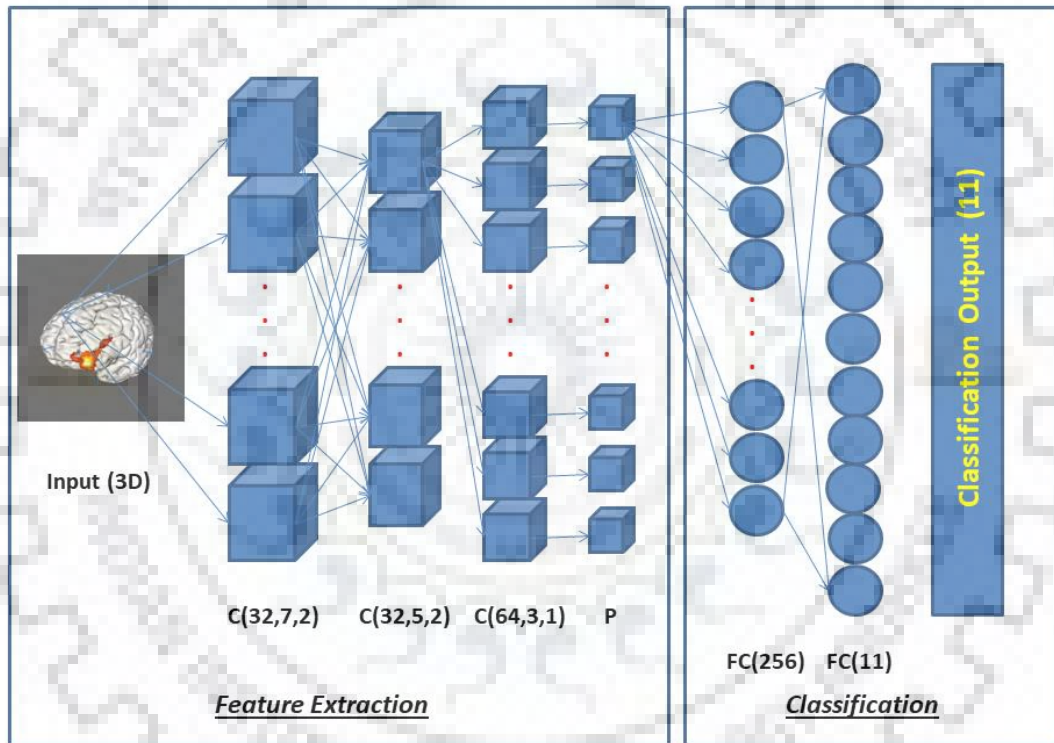 Input (3D)
C(32,7,2)
C(32,5,2)
C(64,3,1)
P
Feature Extraction
FC(256)
FC(11)
Classification
Classification Output (11)